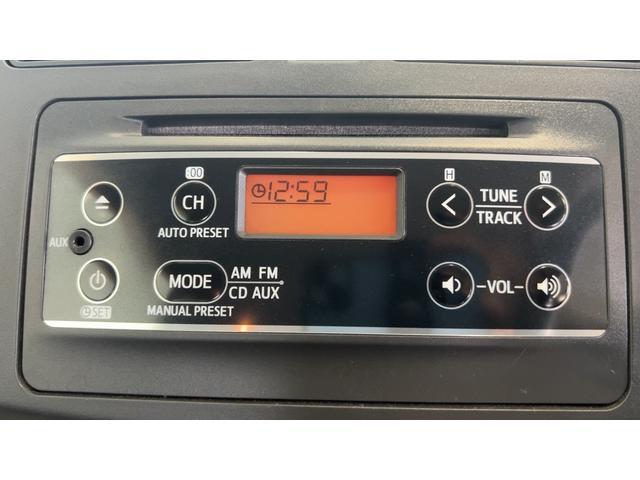 :00
H
M
CH
12:59
< TUNE >
TRACK
AUTO PRESET
AUX
MODE
AM FM
CD AUX
-VOL-
SET
MANUAL PRESET